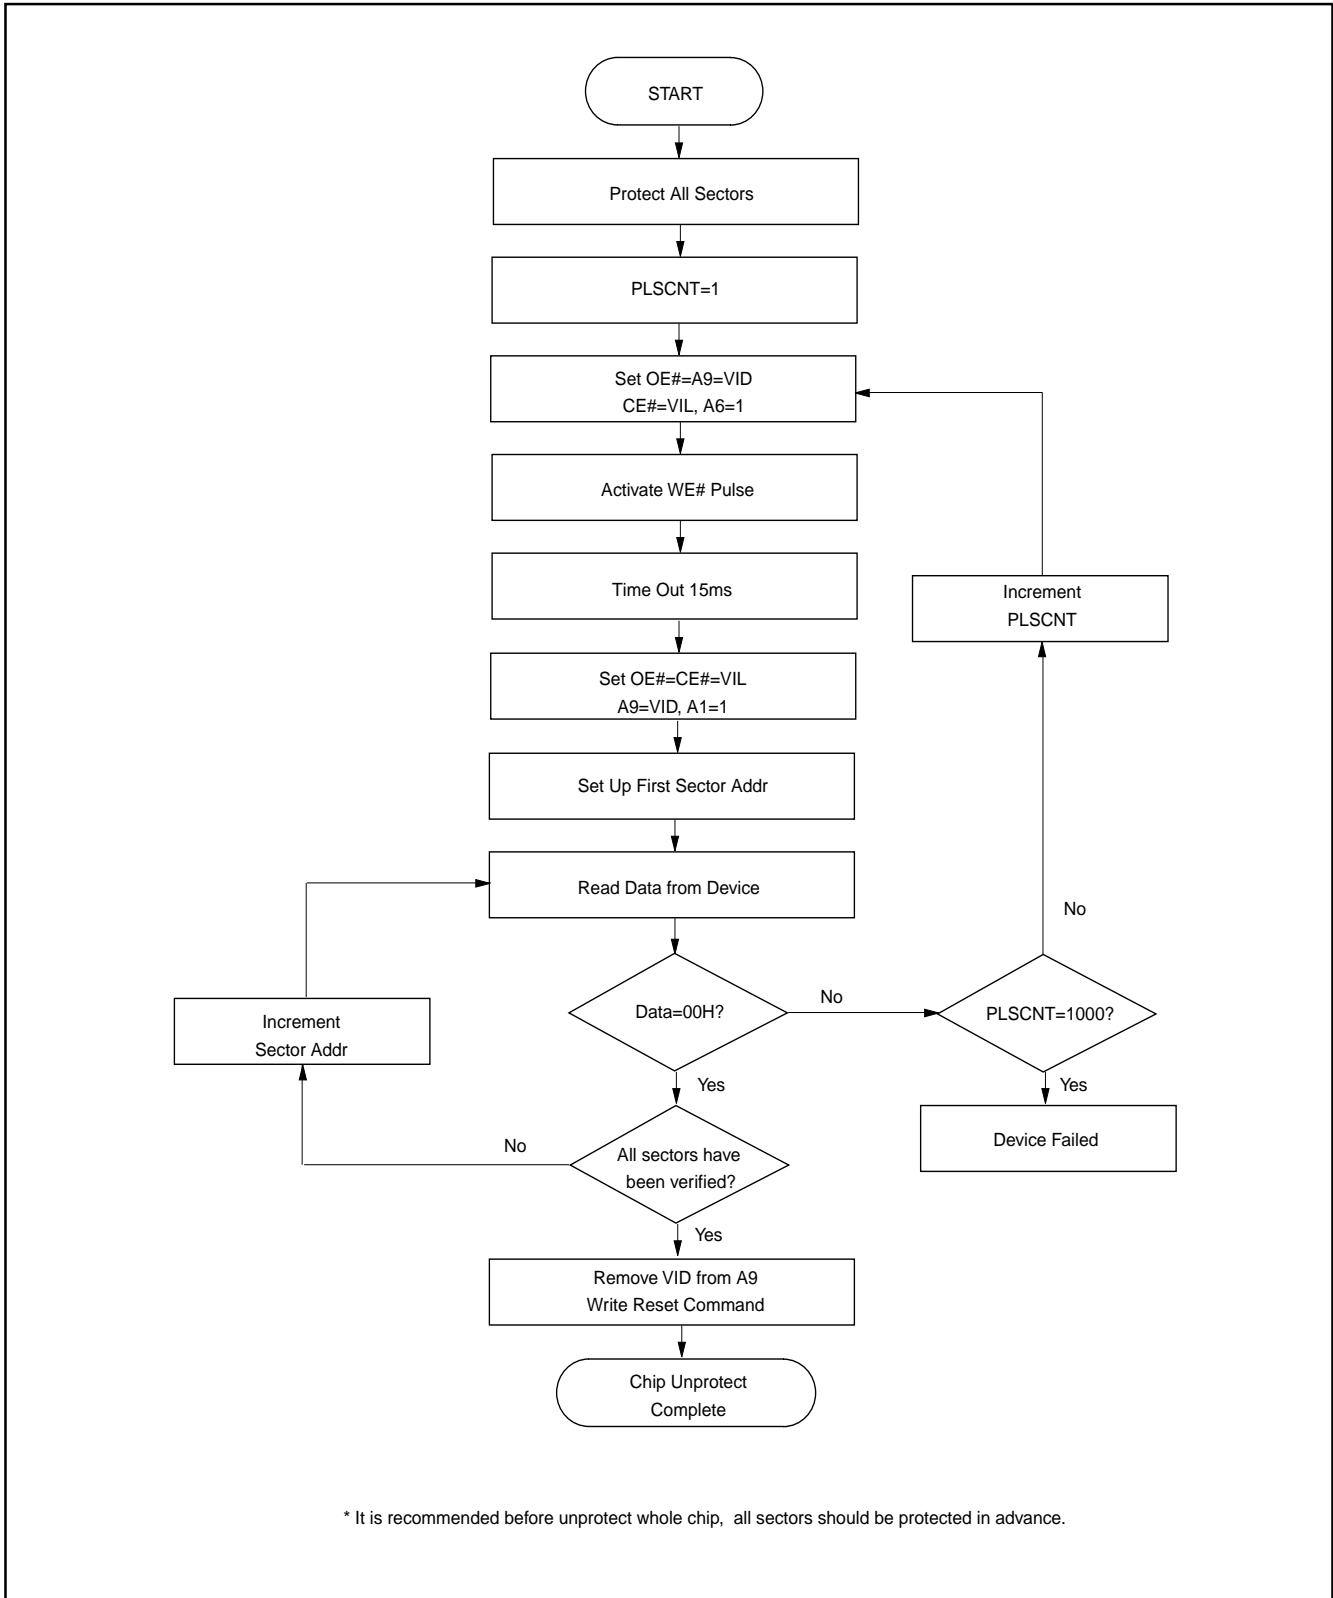 START
Protect All Sectors
PLSCNT=1
Set OE#=A9=VID
CE#=VIL, A6=1
Activate WE# Pulse
Time Out 15ms
Increment
PLSCNT
Set OE#=CE#=VIL
A9=VID, A1=1
Set Up First Sector Addr
Read Data from Device
No
Increment
Sector Addr
Data=00H?
No
PLSCNT=1000?
Yes
Yes
Device Failed
No
All sectors have
been verified?
Yes
Remove VID from A9
Write Reset Command
Chip Unprotect
Complete
* It is recommended before unprotect whole chip, all sectors should be protected in advance.